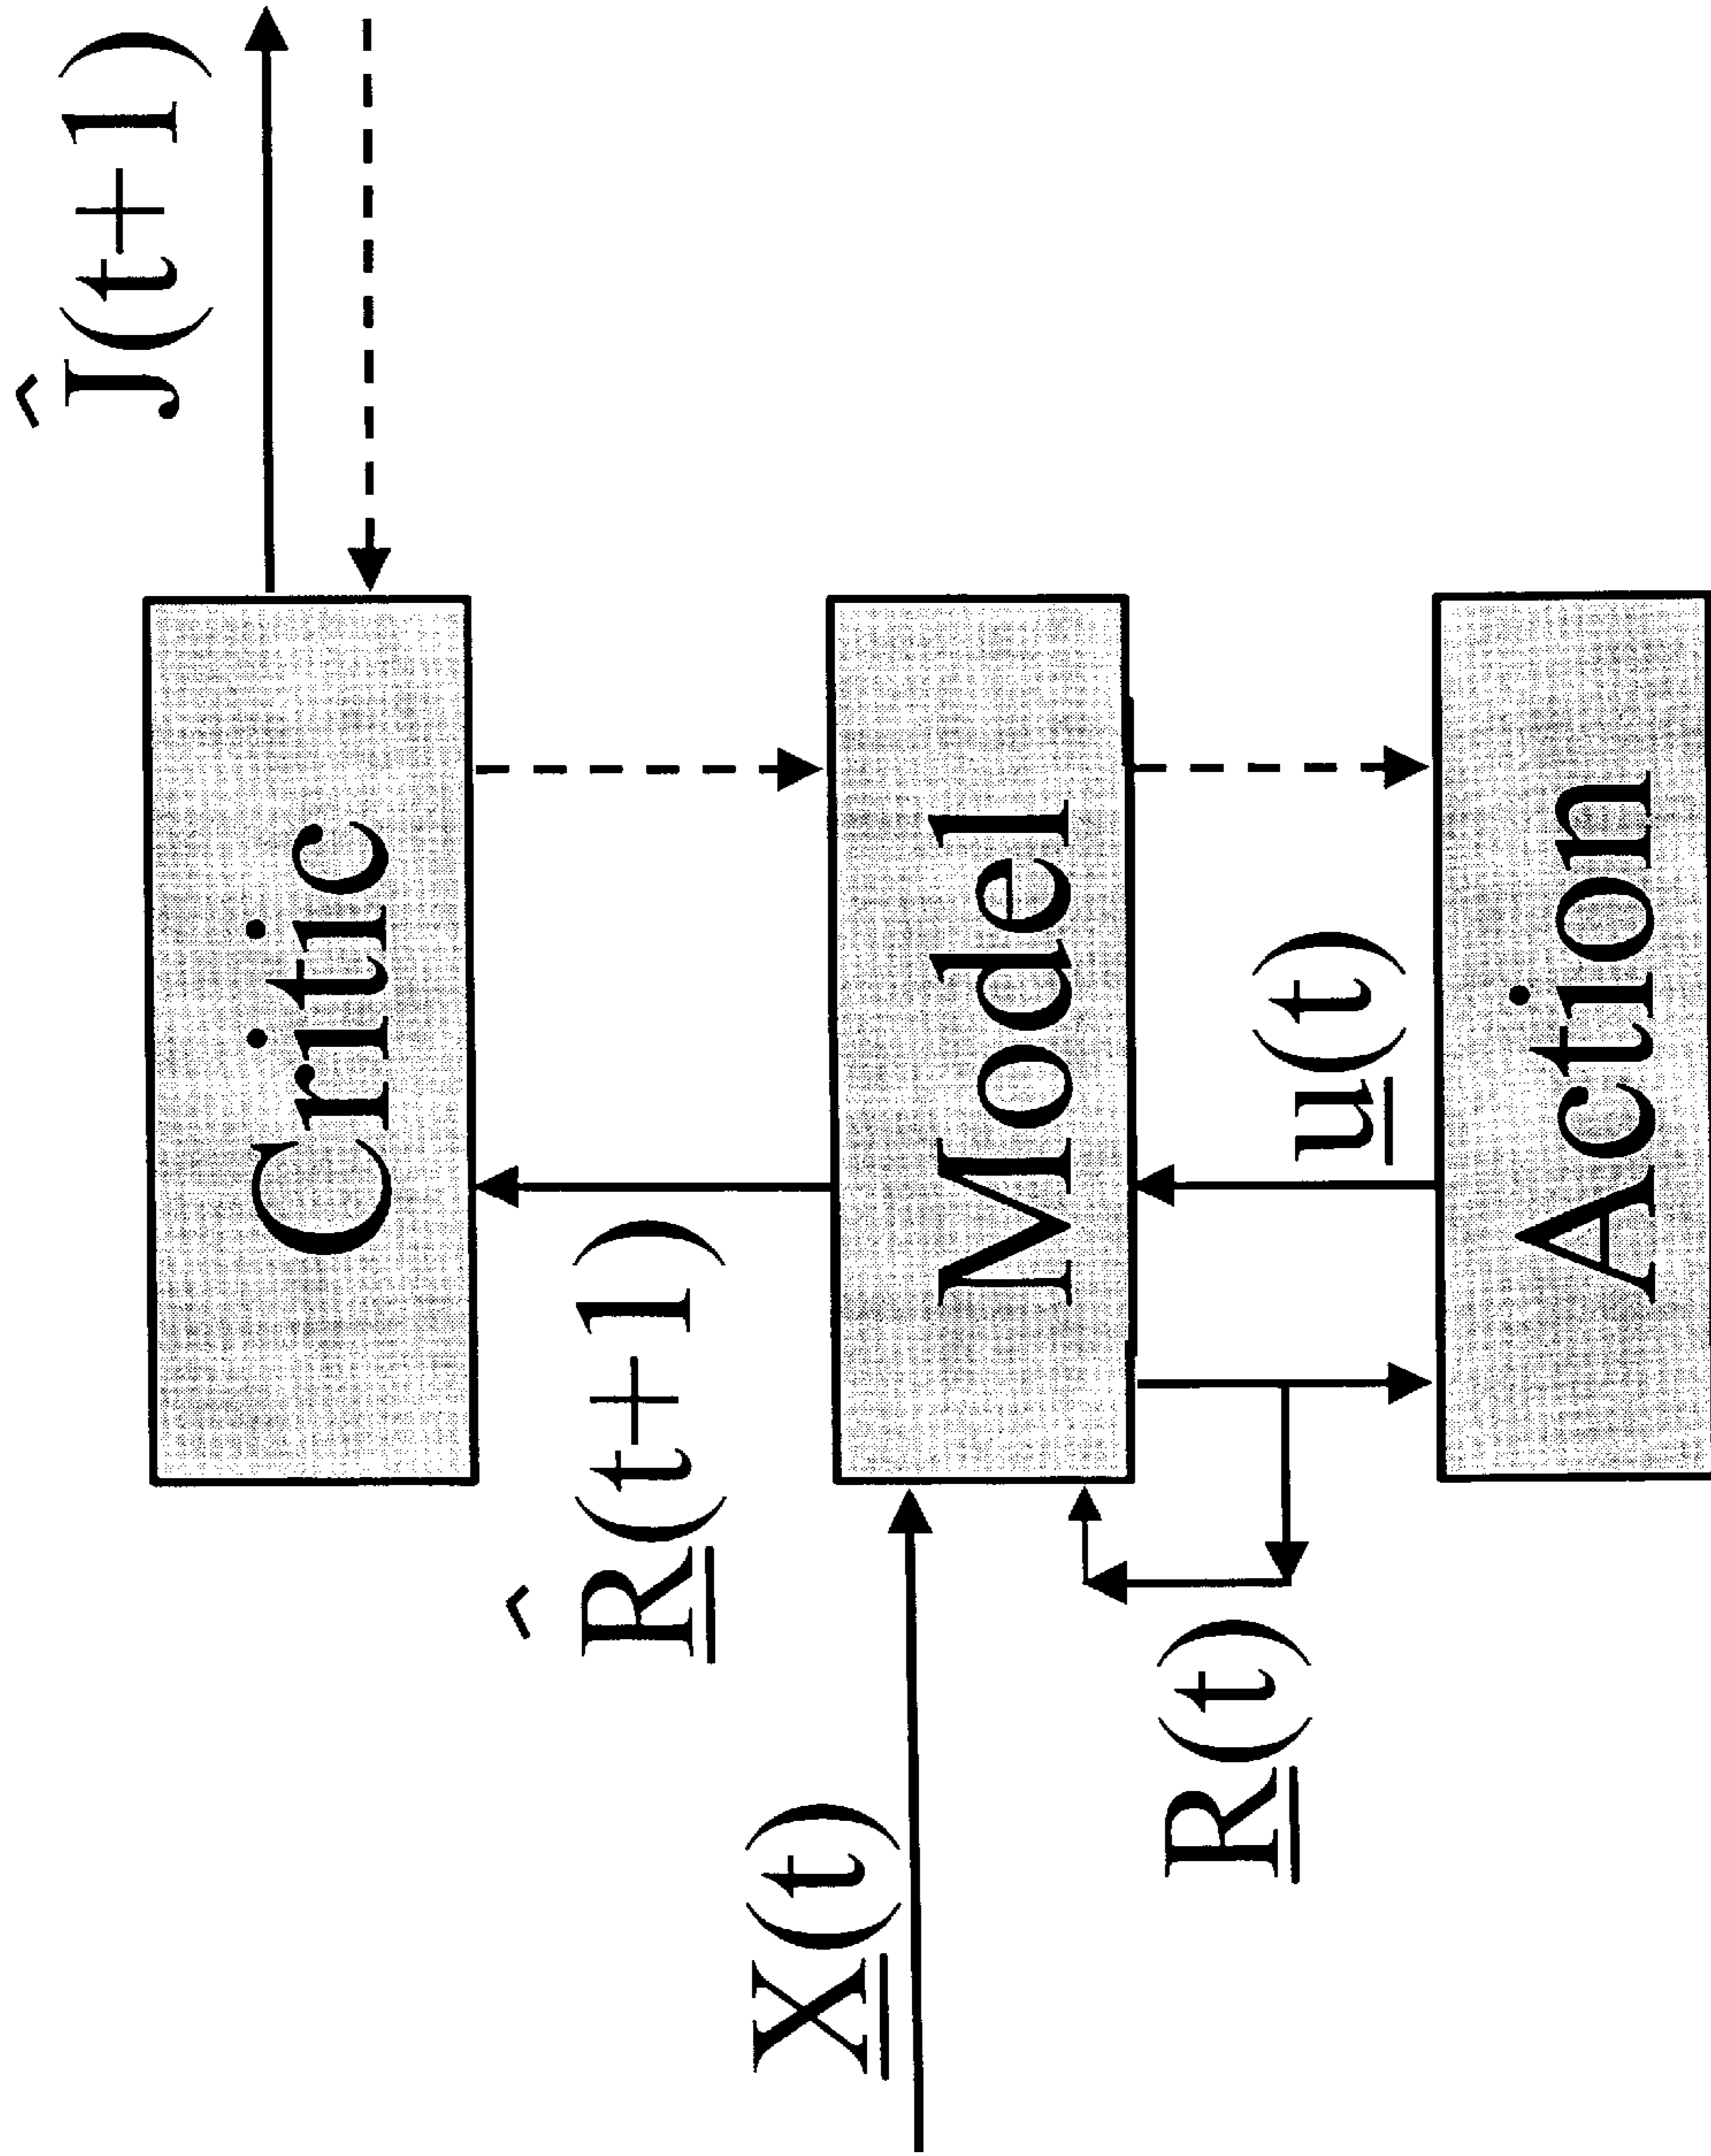 Ĵ(t+1)
Critic
R̂(t+1)
X(t)
Model
R(t)
u(t)
Action